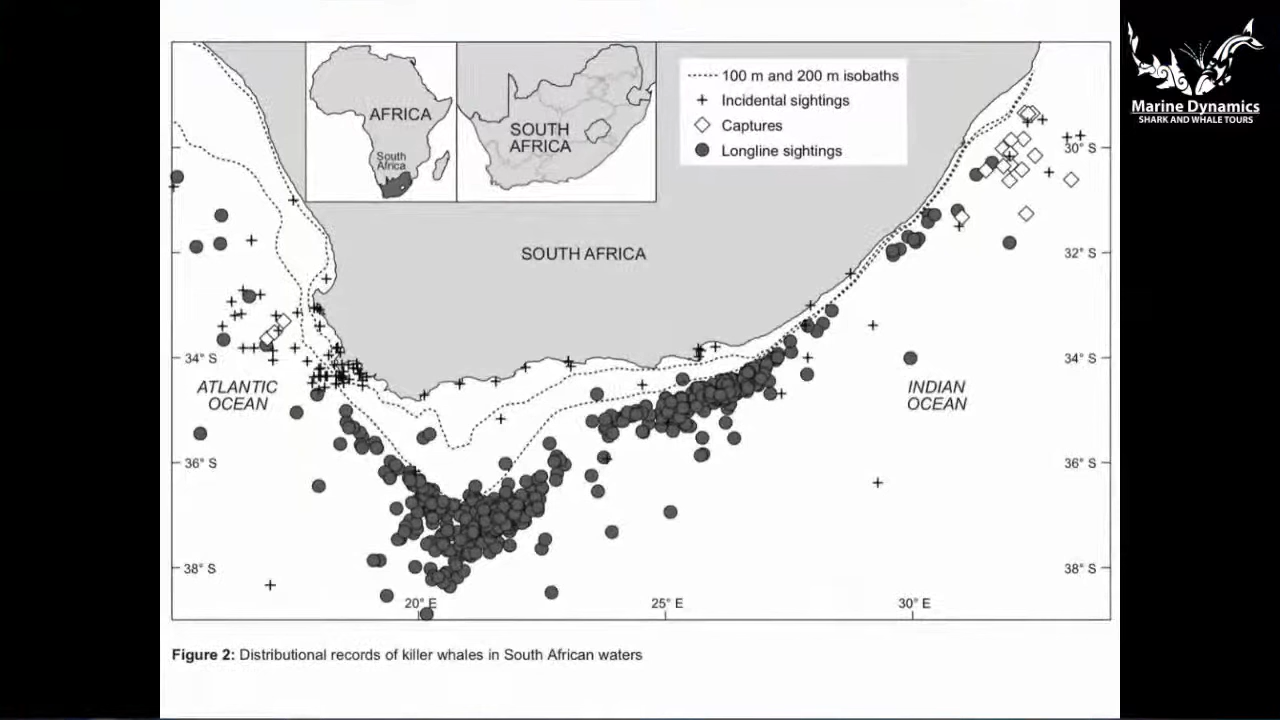 AFRICA
South
Africa
SOUTH
AFRICA
100 m and 200 m isobaths
Incidental sightings
Captures
Longline sightings
Marine Dynamics
SHARK AND WHALE TOURS
30° S
SOUTH AFRICA
32° S
34° S
34° S
ATLANTIC
OCEAN
INDIAN
OCEAN
36° S
36° S
38° S
38° S
20° E
25° E
30° E
Figure 2: Distributional records of killer whales in South African waters